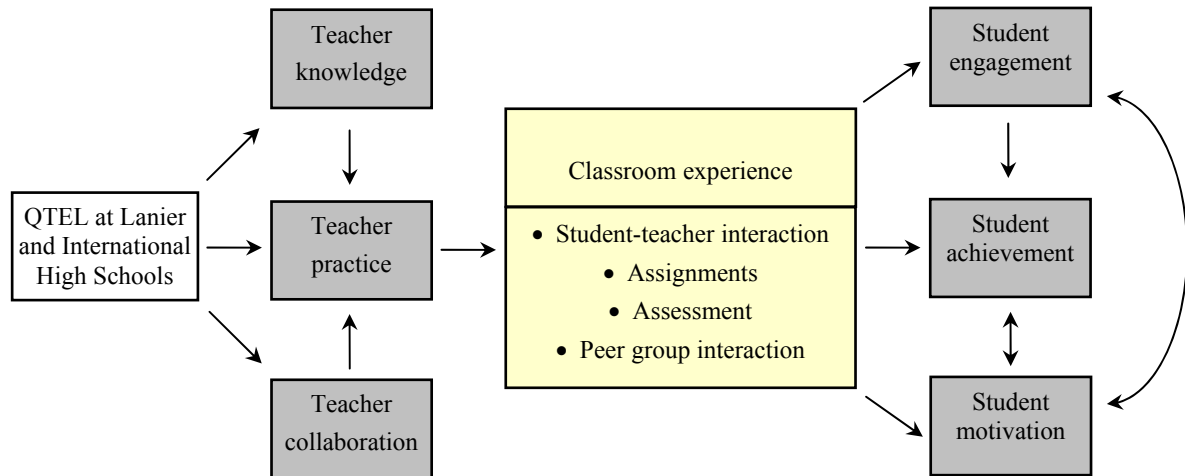 QTEL at Lanier
and International
High Schools
Teacher
knowledge
Teacher
practice
Teacher
collaboration
Classroom experience
• Student-teacher interaction
• Assignments
• Assessment
• Peer group interaction
Student
engagement
Student
achievement
Student
motivation